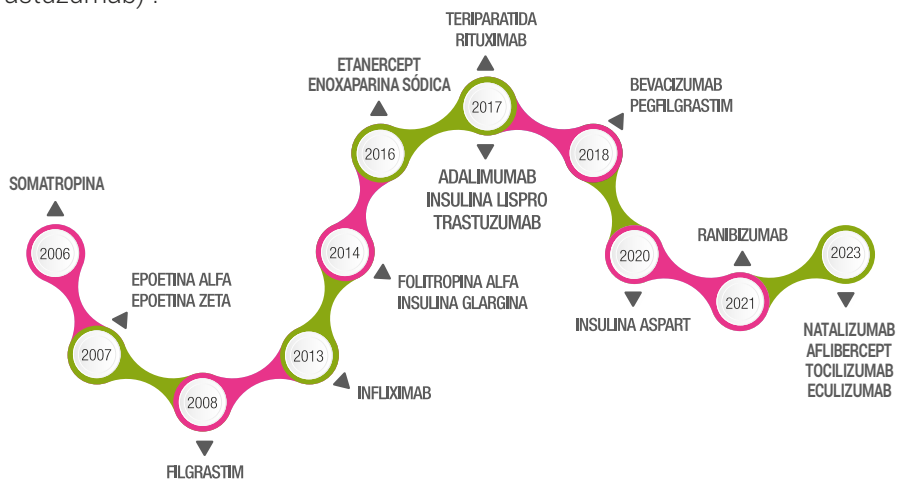 astuzumab) .
SOMATROPINA
2006
EPOETINA ALFA
EPOETINA ZETA
2007
2008
FILGRASTIM
2013
INFLIXIMAB
2014
FOLITROPINA ALFA
INSULINA GLARGINA
ETANERCEPT
ENOXAPARINA SÓDICA
2016
TERIPARATIDA
RITUXIMAB
2017
ADALIMUMAB
INSULINA LISPRO
TRASTUZUMAB
BEVACIZUMAB
PEGFILGRASTIM
2018
2020
INSULINA ASPART
RANIBIZUMAB
2021
2023
NATALIZUMAB
AFLIBERCEPT
TOCILIZUMAB
ECULIZUMAB